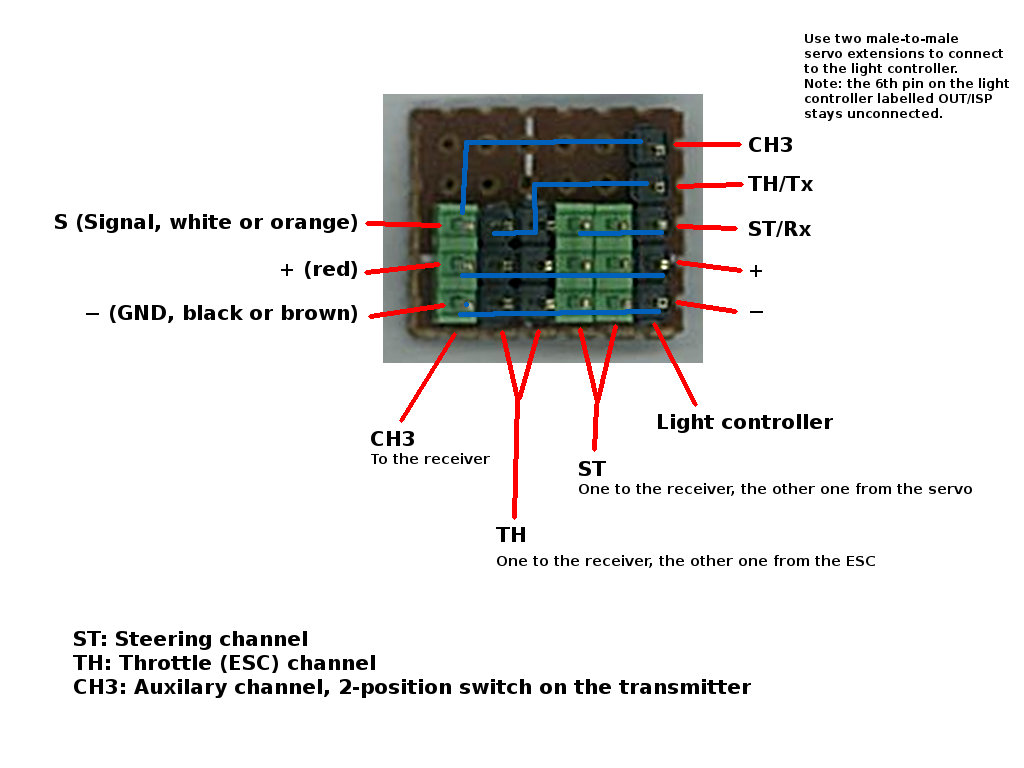 Use two male-to-male
servo extensions to connect
to the light controller.
Note: the 6th pin on the light
controller labelled OUT/ISP
stays unconnected.
CH3
TH/Tx
S (Signal, white or orange)
ST/Rx
+ (red)
+
− (GND, black or brown)
−
Light controller
CH3
To the receiver
ST
One to the receiver, the other one from the servo
TH
One to the receiver, the other one from the ESC
ST: Steering channel
TH: Throttle (ESC) channel
CH3: Auxilary channel, 2-position switch on the transmitter